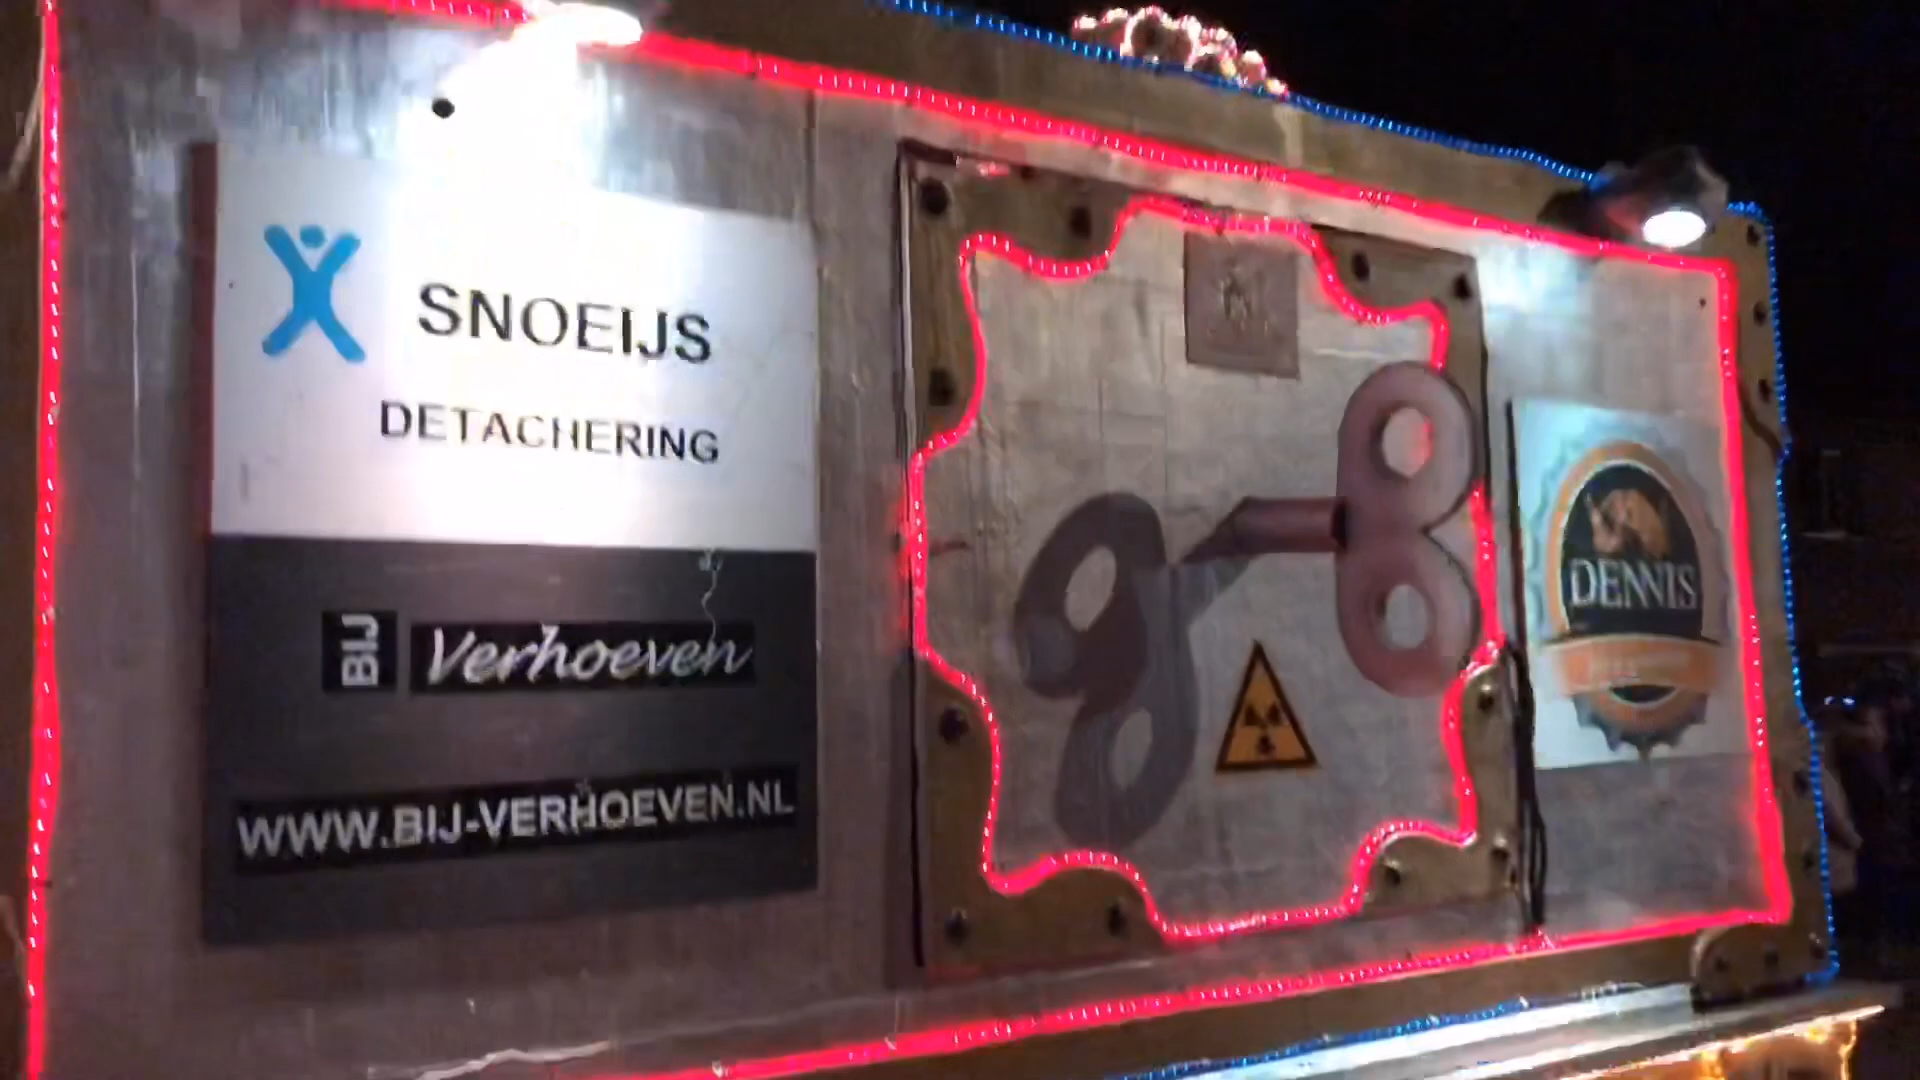 SNOEIJS
DETACHERING
BIJ Verhoeven
WWW.BIJ-VERHOEVEN.NL
DENNIS